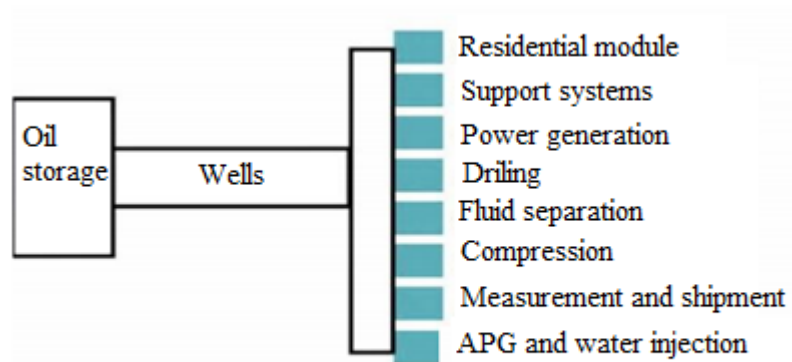 Oil
storage
Wells
Residential module
Support systems
Power generation
Driling
Fluid separation
Compression
Measurement and shipment
APG and water injection